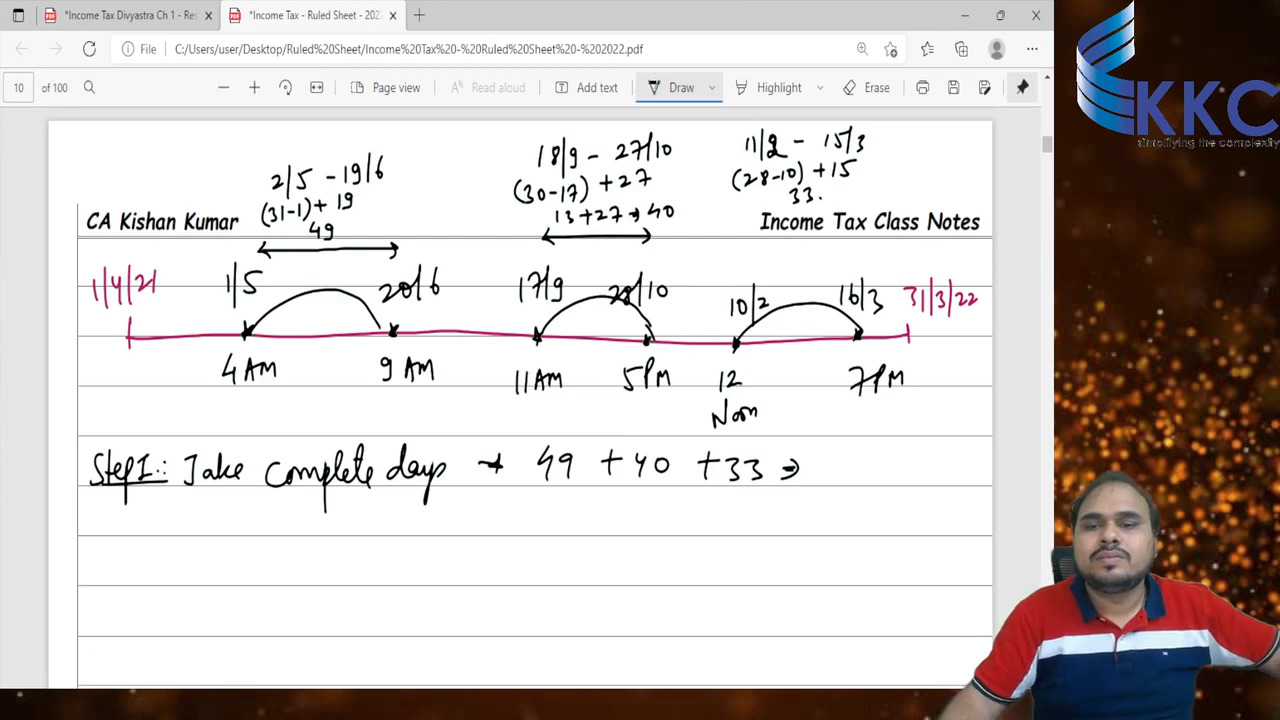 *Income Tax Divyastra Ch 1 - Res
*Income Tax - Ruled Sheet - 202
File
C:/Users/user/Desktop/Ruled%20Sheet/Income%20Tax%20-%20Ruled%20Sheet%20-%202022.pdf
10 of 100
Page view
Read aloud
Add text
Draw
Highlight
Erase
KKC
simplifying the complexity
2/5 - 19/6
(31-1) + 19
49
18/9 - 27/10
(30-17) + 27
13 + 27 → 40
11/2 - 15/3
(28-10) + 15
33.
CA Kishan Kumar
Income Tax Class Notes
1/4/21
1/5
20/6
17/9
28/10
10/2
16/3
31/3/22
4 AM
9 AM
11 AM
5 PM
12 Noon
7 PM
Step I:: Take complete days → 49 + 40 + 33 →